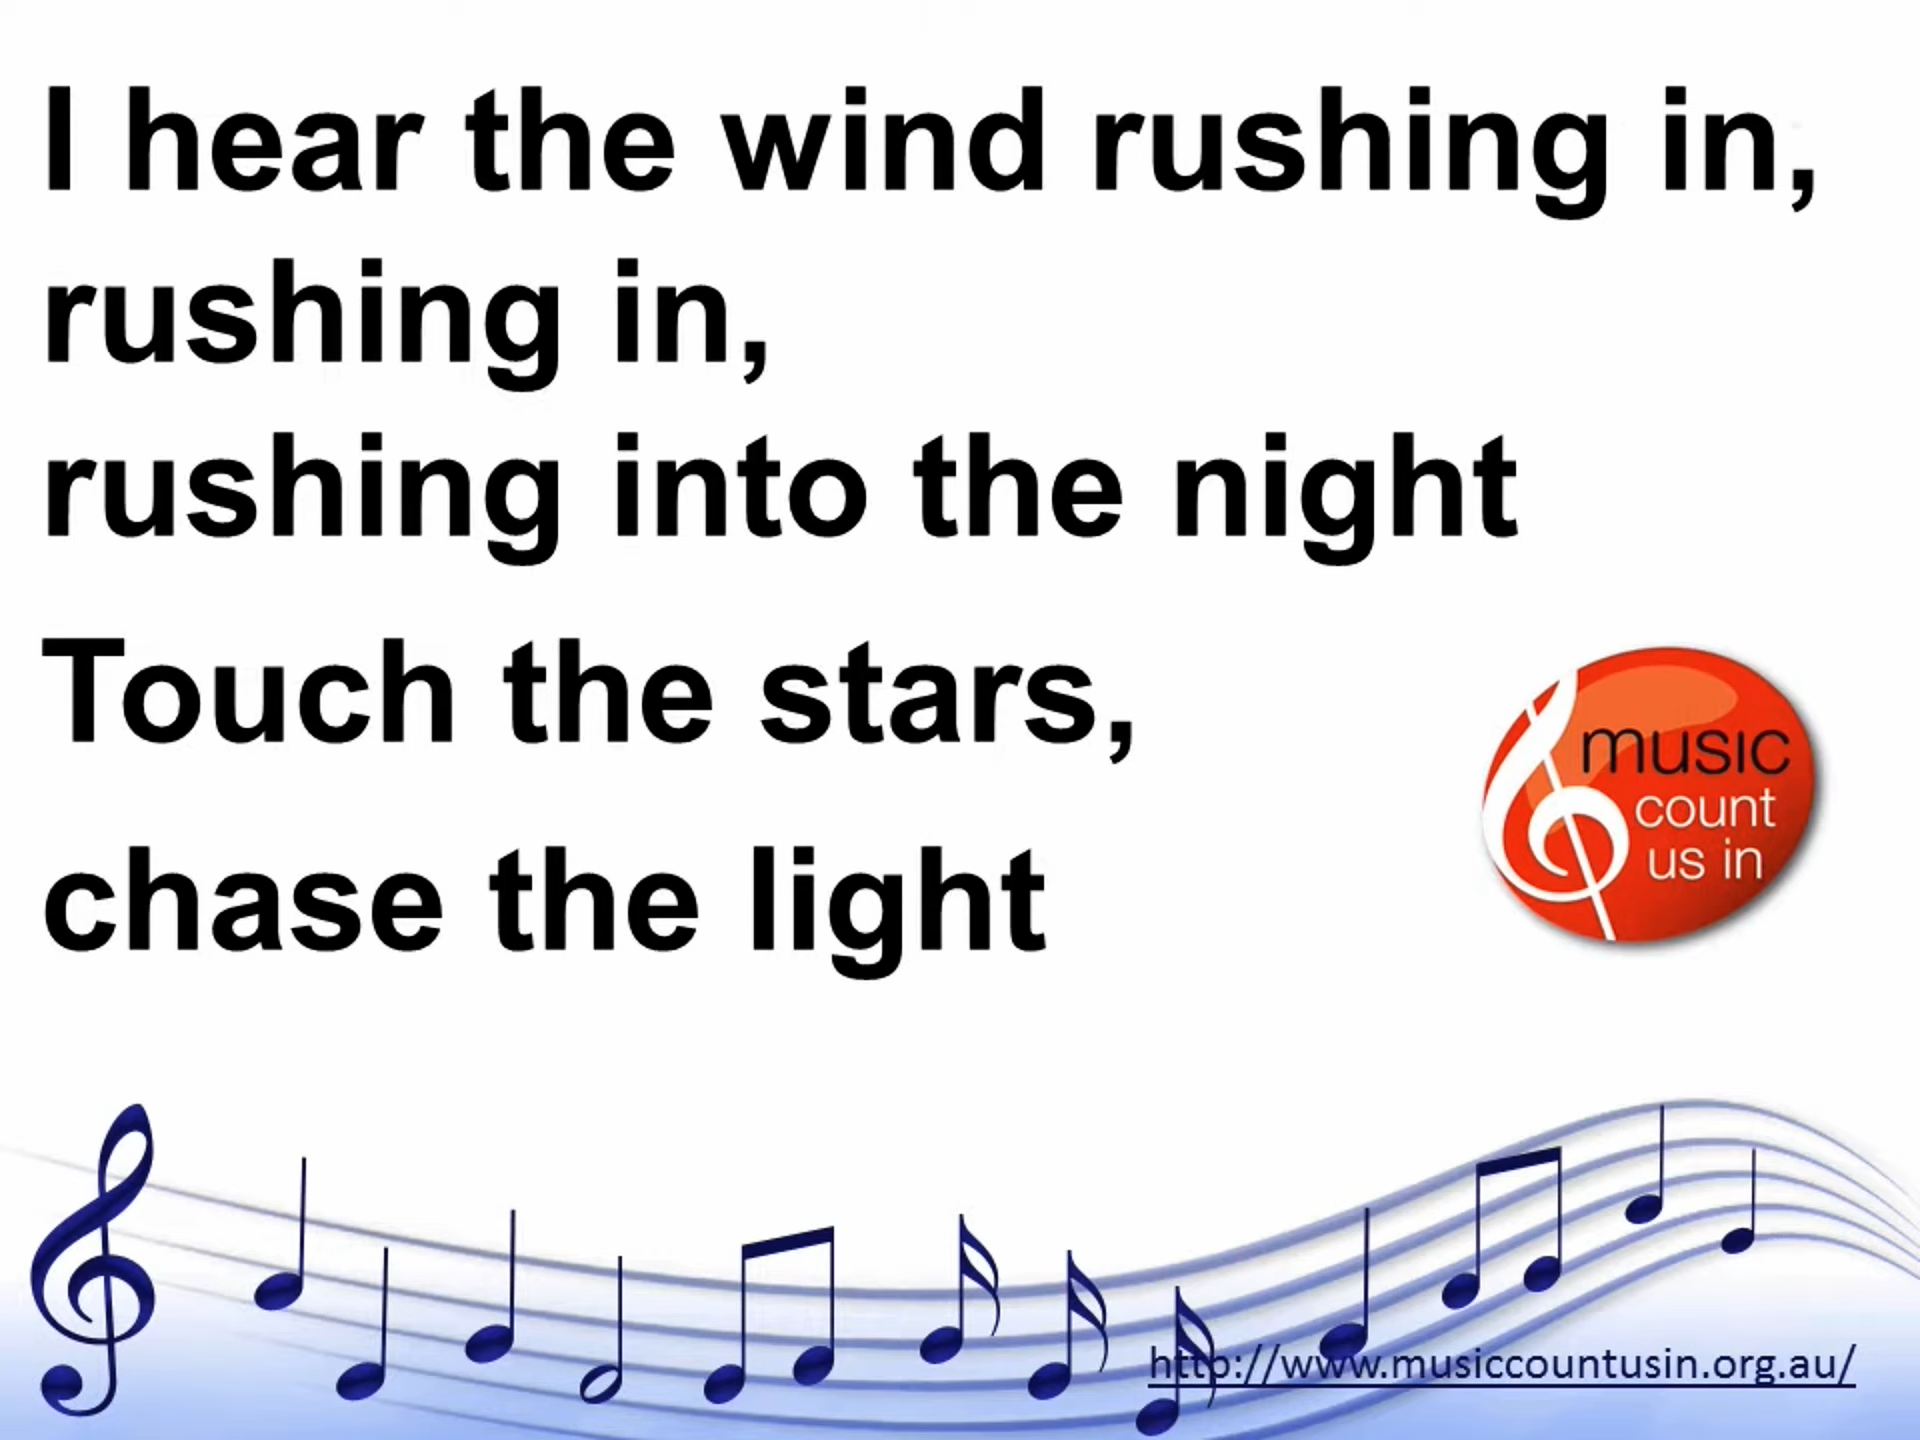 I hear the wind rushing in,
rushing in,
rushing into the night
Touch the stars,
chase the light
music
count
us in
http://www.musiccountusin.org.au/